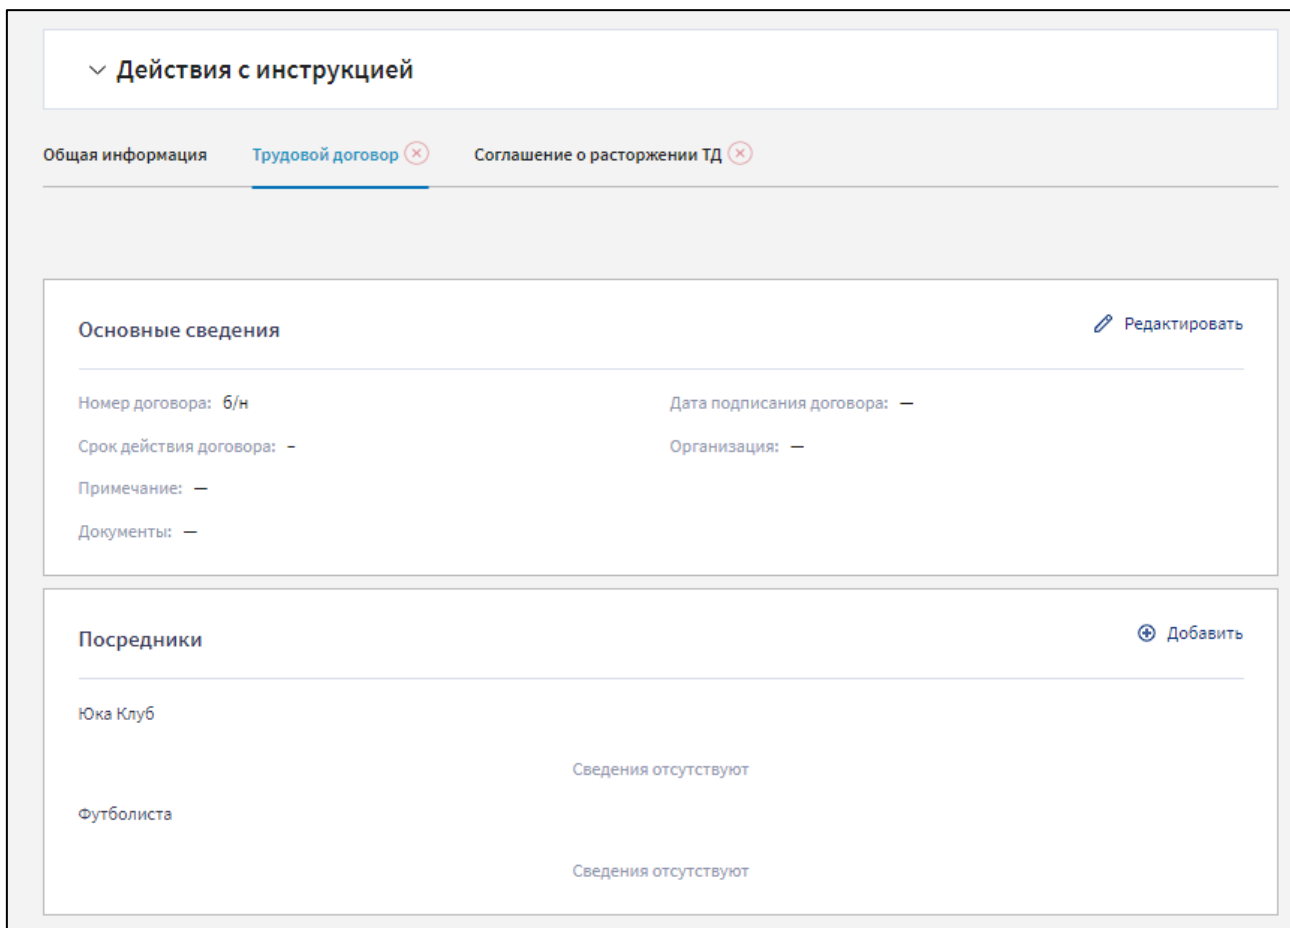 Действия с инструкцией
Общая информация Трудовой договор Соглашение о расторжении ТД
Основные сведения Редактировать
Номер договора: б/н Дата подписания договора: —
Срок действия договора: – Организация: —
Примечание: —
Документы: —
Посредники Добавить
Юка Клуб
Сведения отсутствуют
Футболиста
Сведения отсутствуют